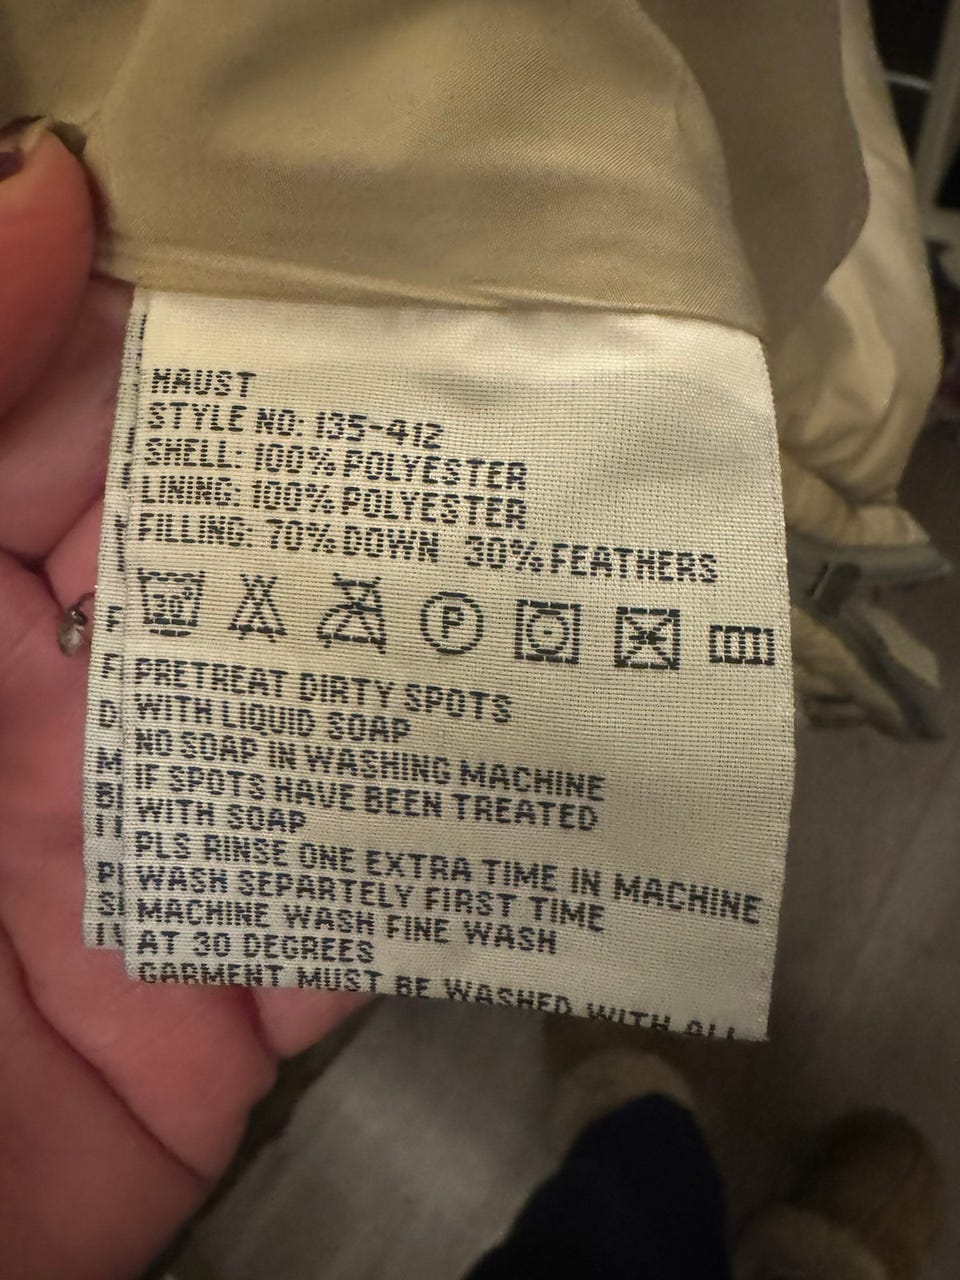 HAUST
STYLE NO: 135-412
SHELL: 100% POLYESTER
LINING: 100% POLYESTER
FILLING: 70% DOWN 30% FEATHERS
30°
P
PRETREAT DIRTY SPOTS
WITH LIQUID SOAP
NO SOAP IN WASHING MACHINE
IF SPOTS HAVE BEEN TREATED
WITH SOAP
PLS RINSE ONE EXTRA TIME IN MACHINE
WASH SEPARTELY FIRST TIME
MACHINE WASH FINE WASH
AT 30 DEGREES
GARMENT MUST BE WASHED WITH ALL